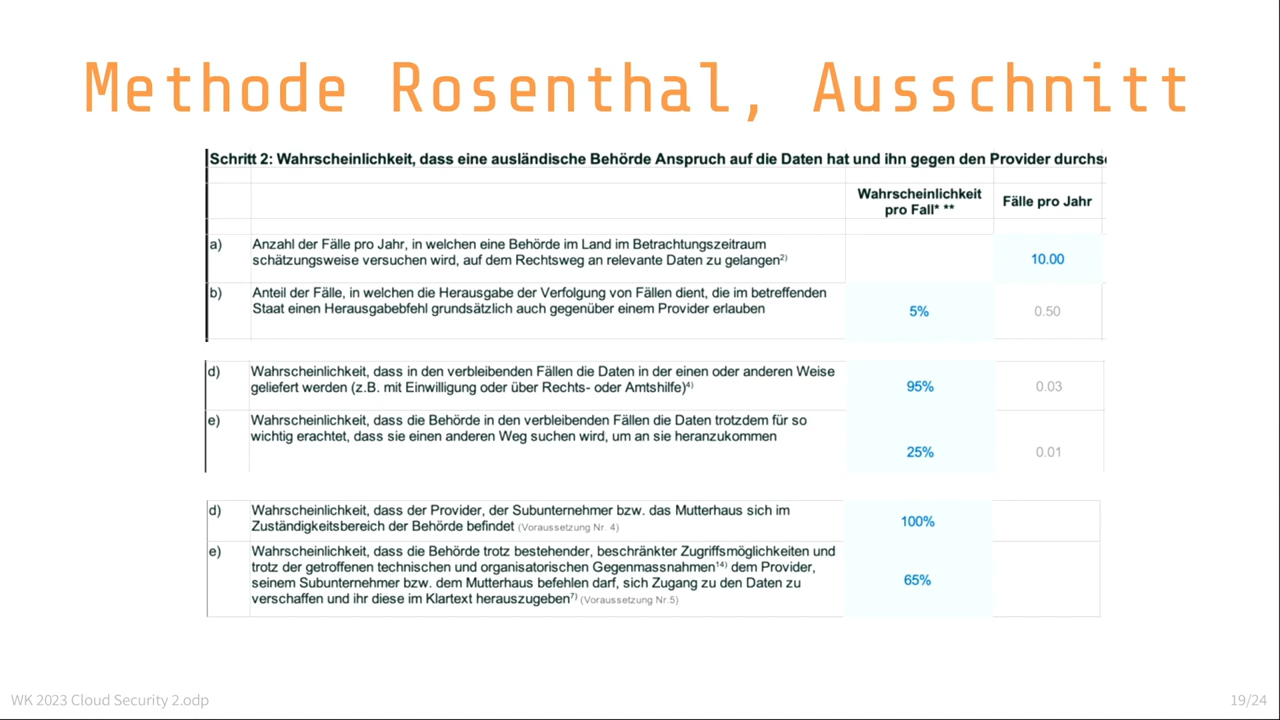 Methode Rosenthal, Ausschnitt
Schritt 2: Wahrscheinlichkeit, dass eine ausländische Behörde Anspruch auf die Daten hat und ihn gegen den Provider durchs
Wahrscheinlichkeit
pro Fall* **
Fälle pro Jahr
a)
Anzahl der Fälle pro Jahr, in welchen eine Behörde im Land im Betrachtungszeitraum
schätzungsweise versuchen wird, auf dem Rechtsweg an relevante Daten zu gelangen2)
10.00
b)
Anteil der Fälle, in welchen die Herausgabe der Verfolgung von Fällen dient, die im betreffenden
Staat einen Herausgabebfehl grundsätzlich auch gegenüber einem Provider erlauben
5%
0.50
d)
Wahrscheinlichkeit, dass in den verbleibenden Fällen die Daten in der einen oder anderen Weise
geliefert werden (z.B. mit Einwilligung oder über Rechts- oder Amtshilfe)4)
95%
0.03
e)
Wahrscheinlichkeit, dass die Behörde in den verbleibenden Fällen die Daten trotzdem für so
wichtig erachtet, dass sie einen anderen Weg suchen wird, um an sie heranzukommen
25%
0.01
d)
Wahrscheinlichkeit, dass der Provider, der Subunternehmer bzw. das Mutterhaus sich im
Zuständigkeitsbereich der Behörde befindet (Voraussetzung Nr. 4)
100%
e)
Wahrscheinlichkeit, dass die Behörde trotz bestehender, beschränkter Zugriffsmöglichkeiten und
trotz der getroffenen technischen und organisatorischen Gegenmassnahmen14) dem Provider,
seinem Subunternehmer bzw. dem Mutterhaus befehlen darf, sich Zugang zu den Daten zu
verschaffen und ihr diese im Klartext herauszugeben7) (Voraussetzung Nr.5)
65%
WK 2023 Cloud Security 2.odp
19/24